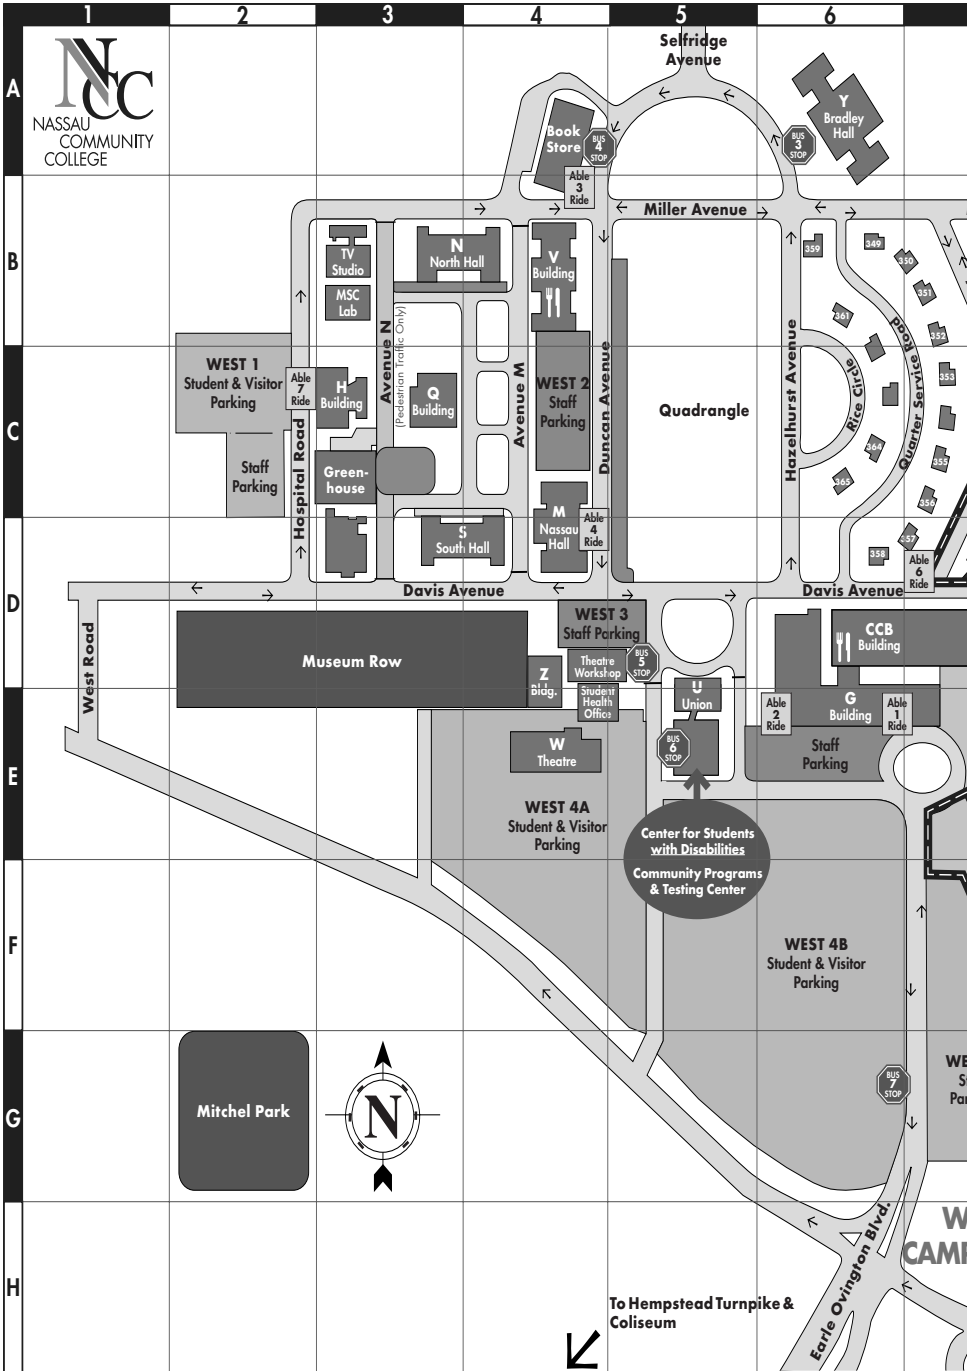 1 2 3 4 5 6
A
B
C
D
E
F
G
H
NCC
NASSAU
COMMUNITY
COLLEGE
Selfridge
Avenue
Y
Bradley
Hall
Book
Store
BUS
4
STOP
BUS
3
STOP
Able
3
Ride
Miller Avenue
TV
Studio
MSC
Lab
N
North Hall
V
Building
359
349
350
351
352
353
355
356
357
358
361
364
365
Avenue N
(Pedestrian Traffic Only)
Avenue M
Duncan Avenue
Hazelhurst Avenue
Rice Circle
Quarter Service Road
WEST 1
Student & Visitor
Parking
Able
7
Ride
H
Building
Q
Building
WEST 2
Staff
Parking
Quadrangle
Hospital Road
Staff
Parking
Green-
house
M
Nassau
Hall
Able
4
Ride
S
South Hall
Able
6
Ride
Davis Avenue
Davis Avenue
West Road
Museum Row
WEST 3
Staff Parking
CCB
Building
Z
Bldg.
Theatre
Workshop
BUS
5
STOP
Student
Health
Office
U
Union
Able
2
Ride
G
Building
Able
1
Ride
W
Theatre
BUS
6
STOP
Staff
Parking
WEST 4A
Student & Visitor
Parking
Center for Students
with Disabilities
Community Programs
& Testing Center
WEST 4B
Student & Visitor
Parking
Mitchel Park
N
BUS
7
STOP
Earle Ovington Blvd.
To Hempstead Turnpike &
Coliseum